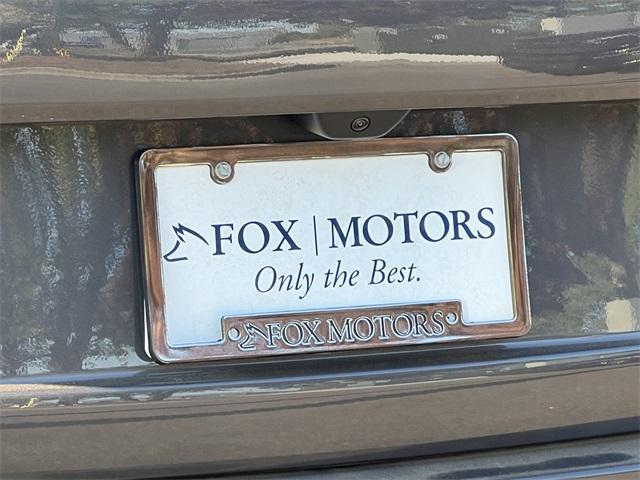 FOX | MOTORS
Only the Best.
FOX MOTORS